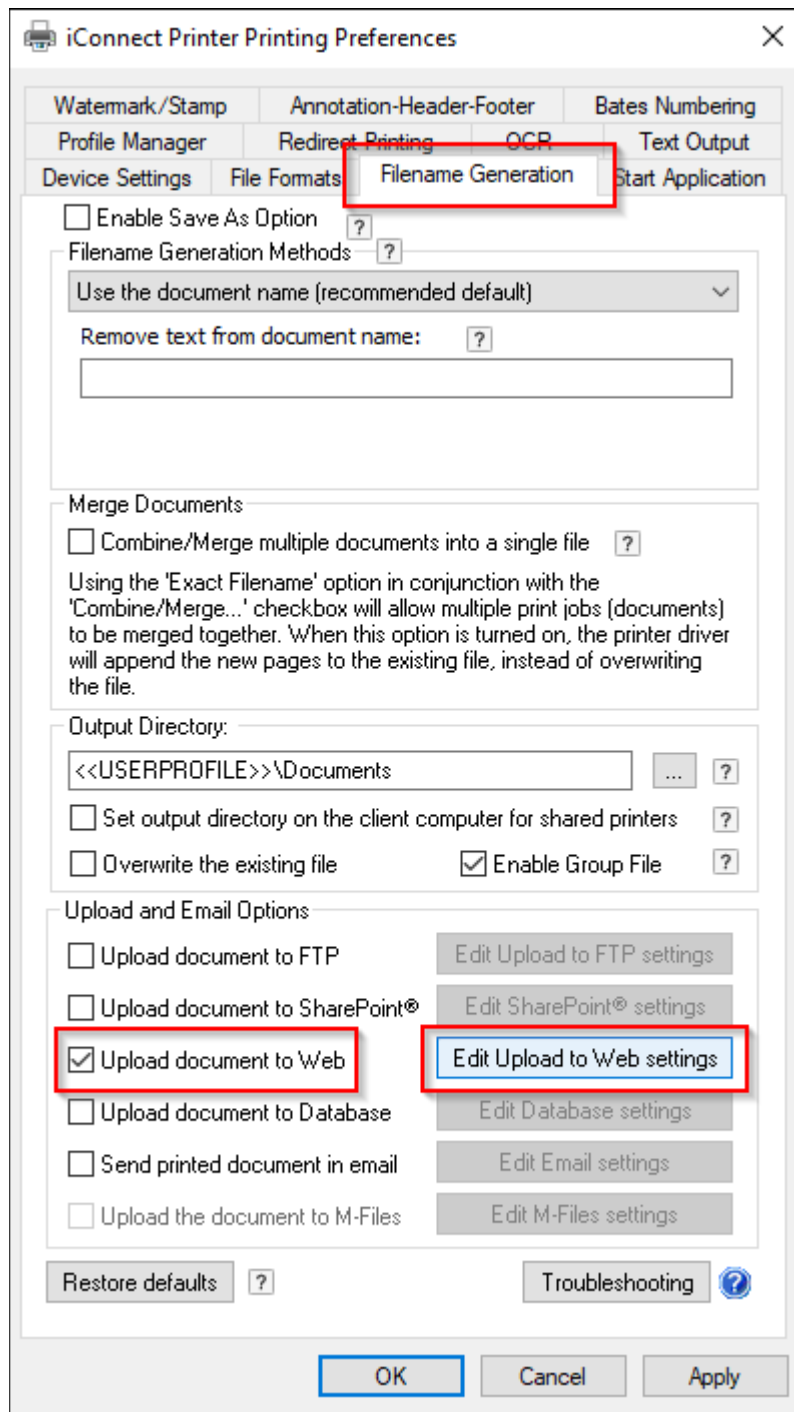 iConnect Printer Printing Preferences
Watermark/Stamp Annotation-Header-Footer Bates Numbering
Profile Manager Redirect Printing OCR Text Output
Device Settings File Formats Filename Generation Start Application
Enable Save As Option ?
Filename Generation Methods ?
Use the document name (recommended default)
Remove text from document name: ?
Merge Documents
Combine/Merge multiple documents into a single file ?
Using the 'Exact Filename' option in conjunction with the
'Combine/Merge...' checkbox will allow multiple print jobs (documents)
to be merged together. When this option is turned on, the printer driver
will append the new pages to the existing file, instead of overwriting
the file.
Output Directory:
<<USERPROFILE>>\Documents ... ?
Set output directory on the client computer for shared printers ?
Overwrite the existing file Enable Group File ?
Upload and Email Options
Upload document to FTP Edit Upload to FTP settings
Upload document to SharePoint® Edit SharePoint® settings
Upload document to Web Edit Upload to Web settings
Upload document to Database Edit Database settings
Send printed document in email Edit Email settings
Upload the document to M-Files Edit M-Files settings
Restore defaults ? Troubleshooting ?
OK Cancel Apply